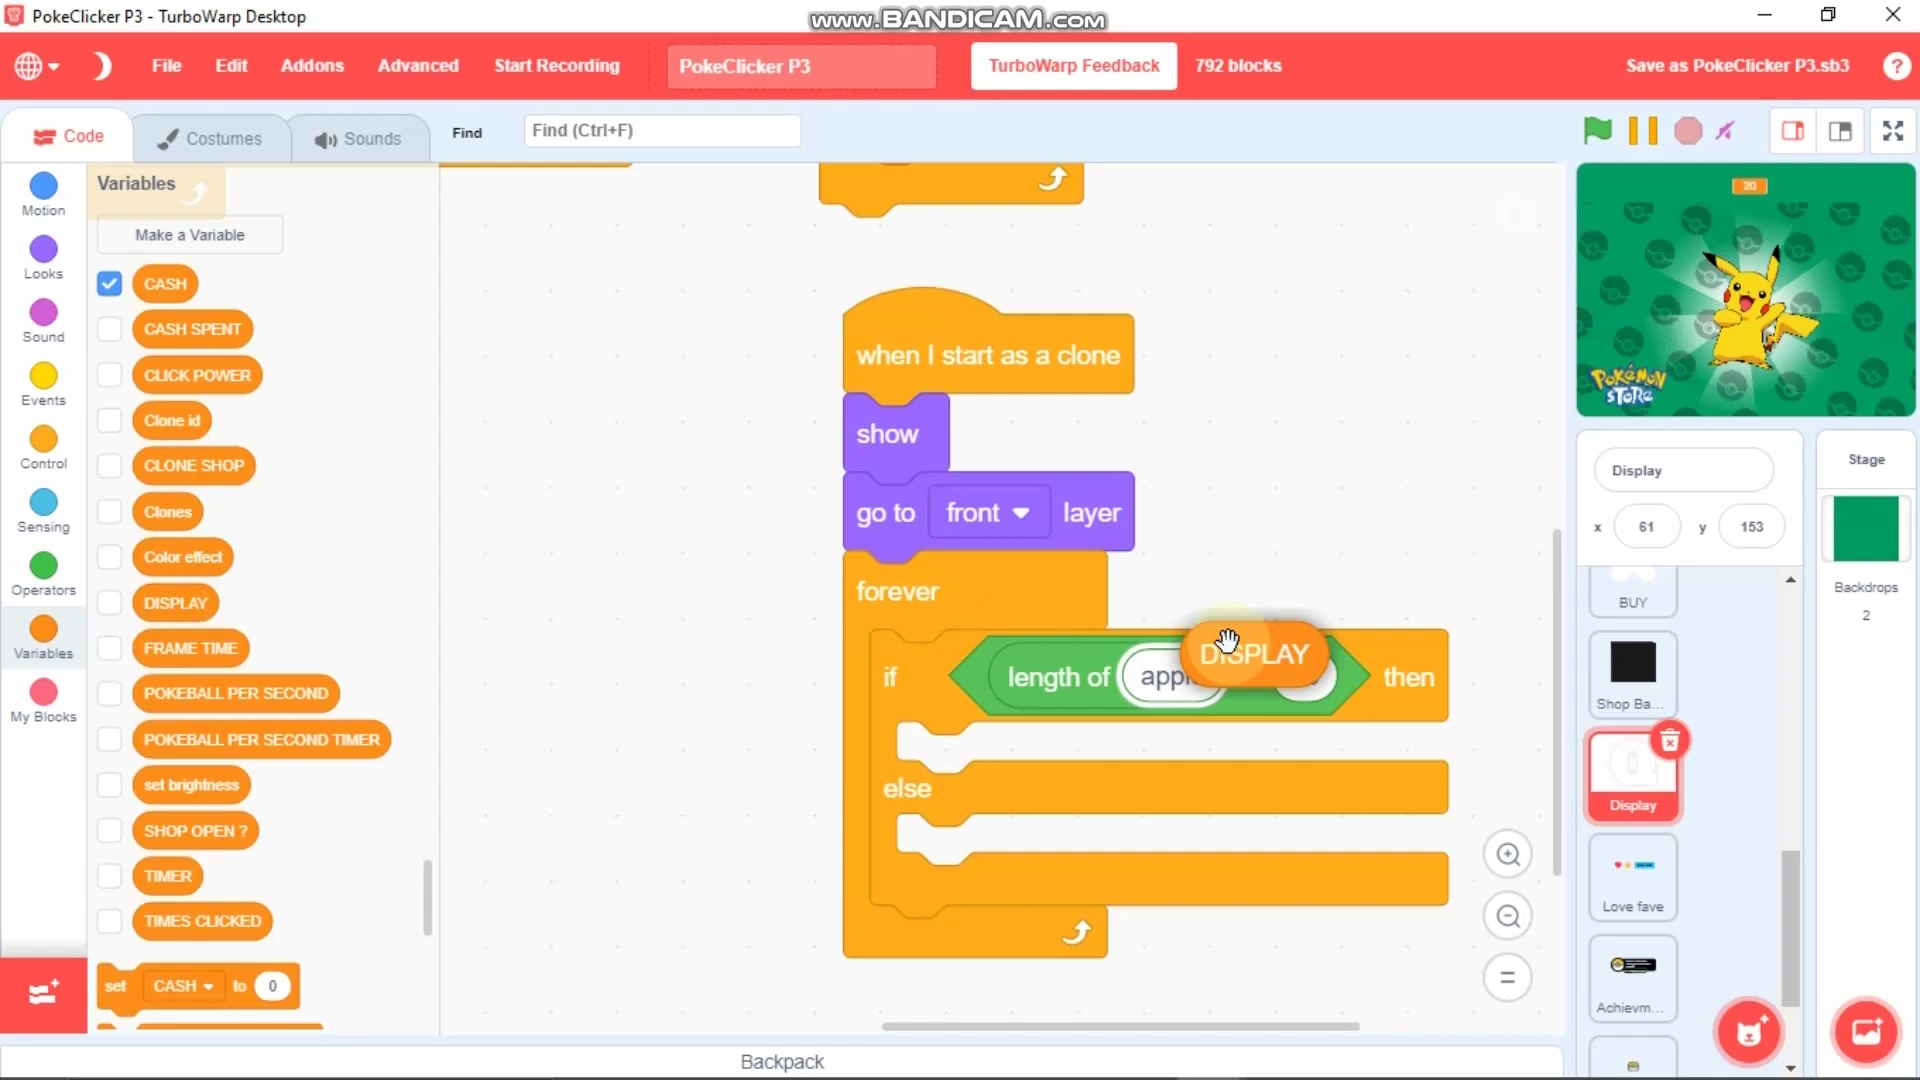 PokeClicker P3 - TurboWarp Desktop
www.BANDICAM.com
File
Edit
Addons
Advanced
Start Recording
PokeClicker P3
TurboWarp Feedback
792 blocks
Save as PokeClicker P3.sb3
?
Code
Costumes
Sounds
Find
Find (Ctrl+F)
Motion
Looks
Sound
Events
Control
Sensing
Operators
Variables
My Blocks
Variables
Make a Variable
CASH
CASH SPENT
CLICK POWER
Clone id
CLONE SHOP
Clones
Color effect
DISPLAY
FRAME TIME
POKEBALL PER SECOND
POKEBALL PER SECOND TIMER
set brightness
SHOP OPEN ?
TIMER
TIMES CLICKED
set CASH to 0
when I start as a clone
show
go to front layer
forever
if length of then
DISPLAY
else
Backpack
20
POKéMON
STORE
Display
x 61 y 153
BUY
Shop Ba...
Display
Love fave
Achievm...
Stage
Backdrops
2